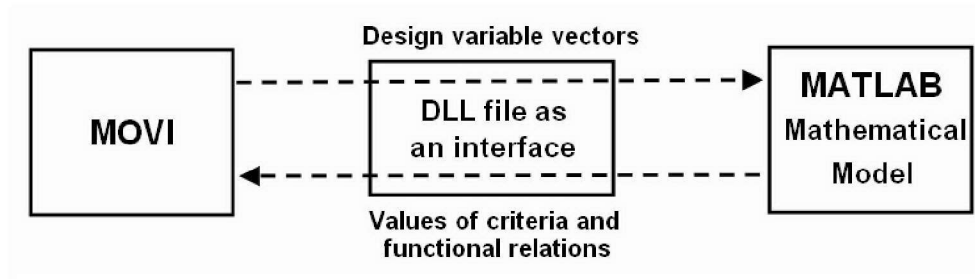 Design variable vectors
MOVI
DLL file as
an interface
MATLAB
Mathematical
Model
Values of criteria and
functional relations